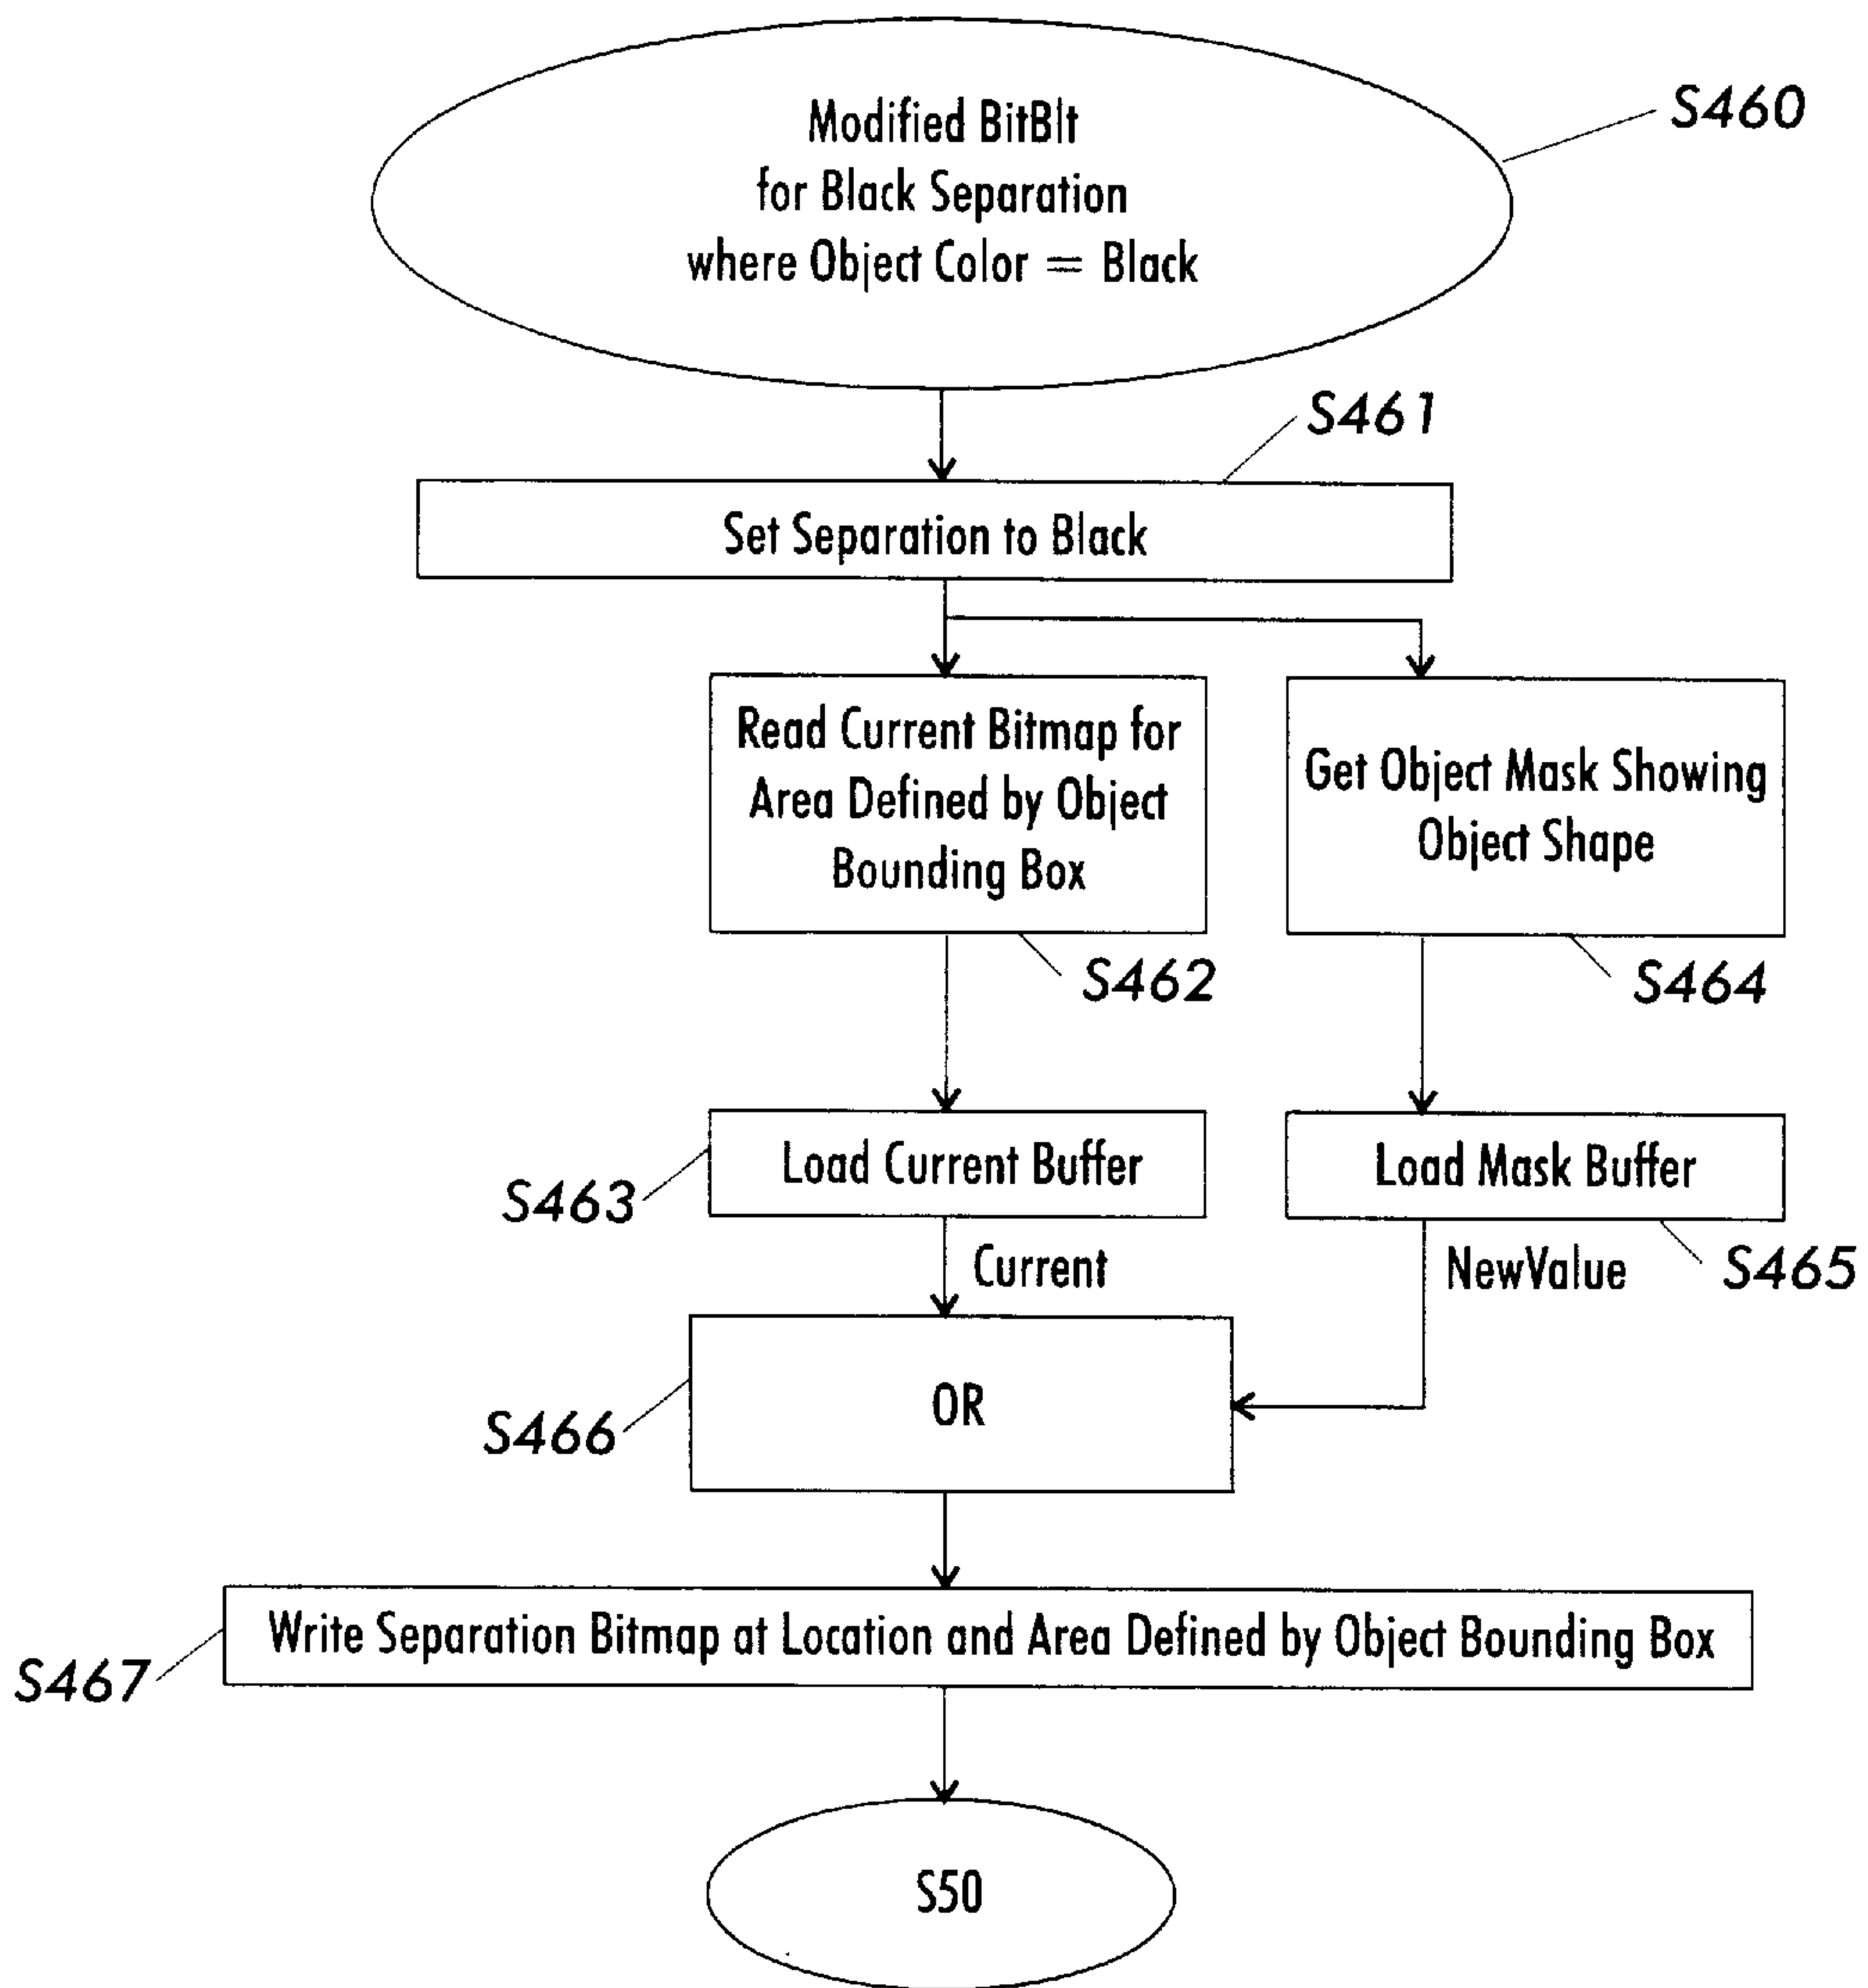 Modified BitBlt
for Black Separation
where Object Color = Black
S460
S461
Set Separation to Black
Read Current Bitmap for
Area Defined by Object
Bounding Box
S462
Get Object Mask Showing
Object Shape
S464
Load Current Buffer
S463
Load Mask Buffer
S465
Current
NewValue
OR
S466
Write Separation Bitmap at Location and Area Defined by Object Bounding Box
S467
S50